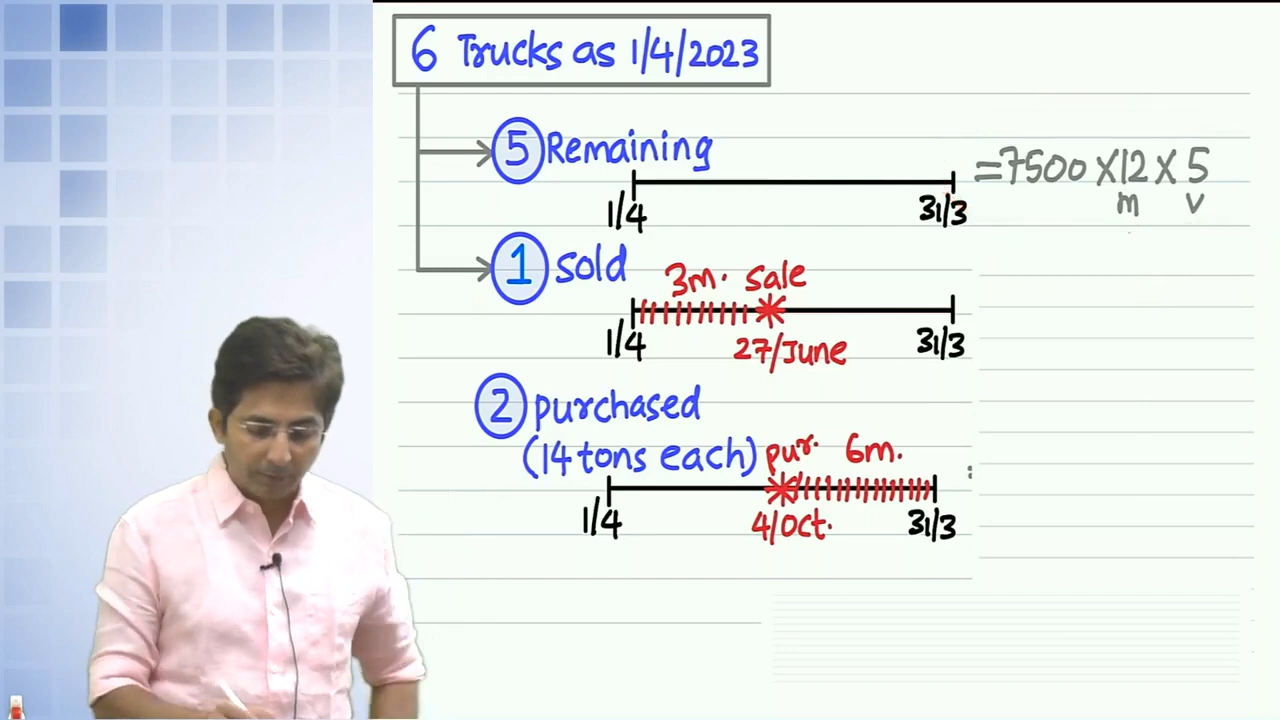 6 Trucks as 1/4/2023
5 Remaining
=7500 X 12 X 5
m v
1/4 31/3
1 sold
3m. sale
1/4 27/June 31/3
2 purchased
(14 tons each) pur. 6m.
1/4 4/Oct. 31/3